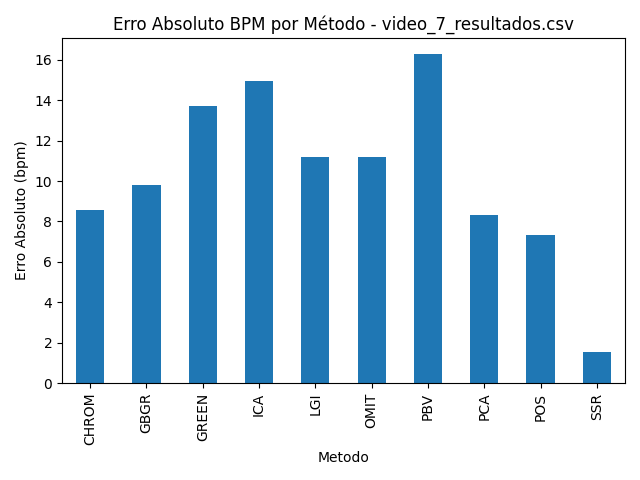 Erro Absoluto BPM por Método - video_7_resultados.csv
Erro Absoluto (bpm)
16
14
12
10
8
6
4
2
0
CHROM
GBGR
GREEN
ICA
LGI
OMIT
PBV
PCA
POS
SSR
Metodo